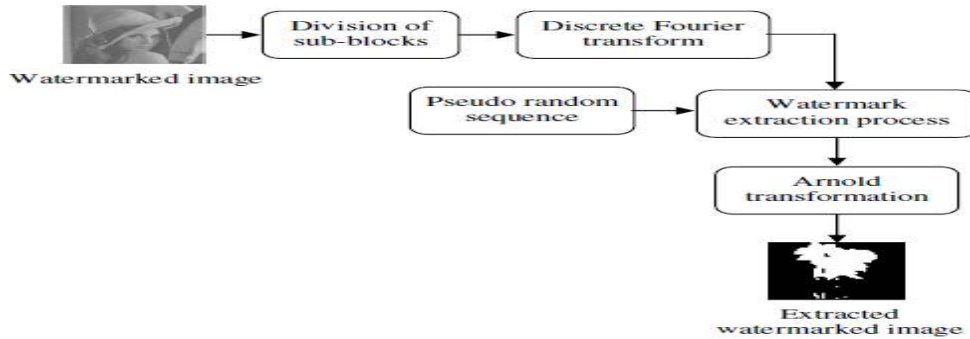 Division of
sub-blocks
Discrete Fourier
transform
Watermarked image
Pseudo random
sequence
Watermark
extraction process
Arnold
transformation
Extracted
watermarked image